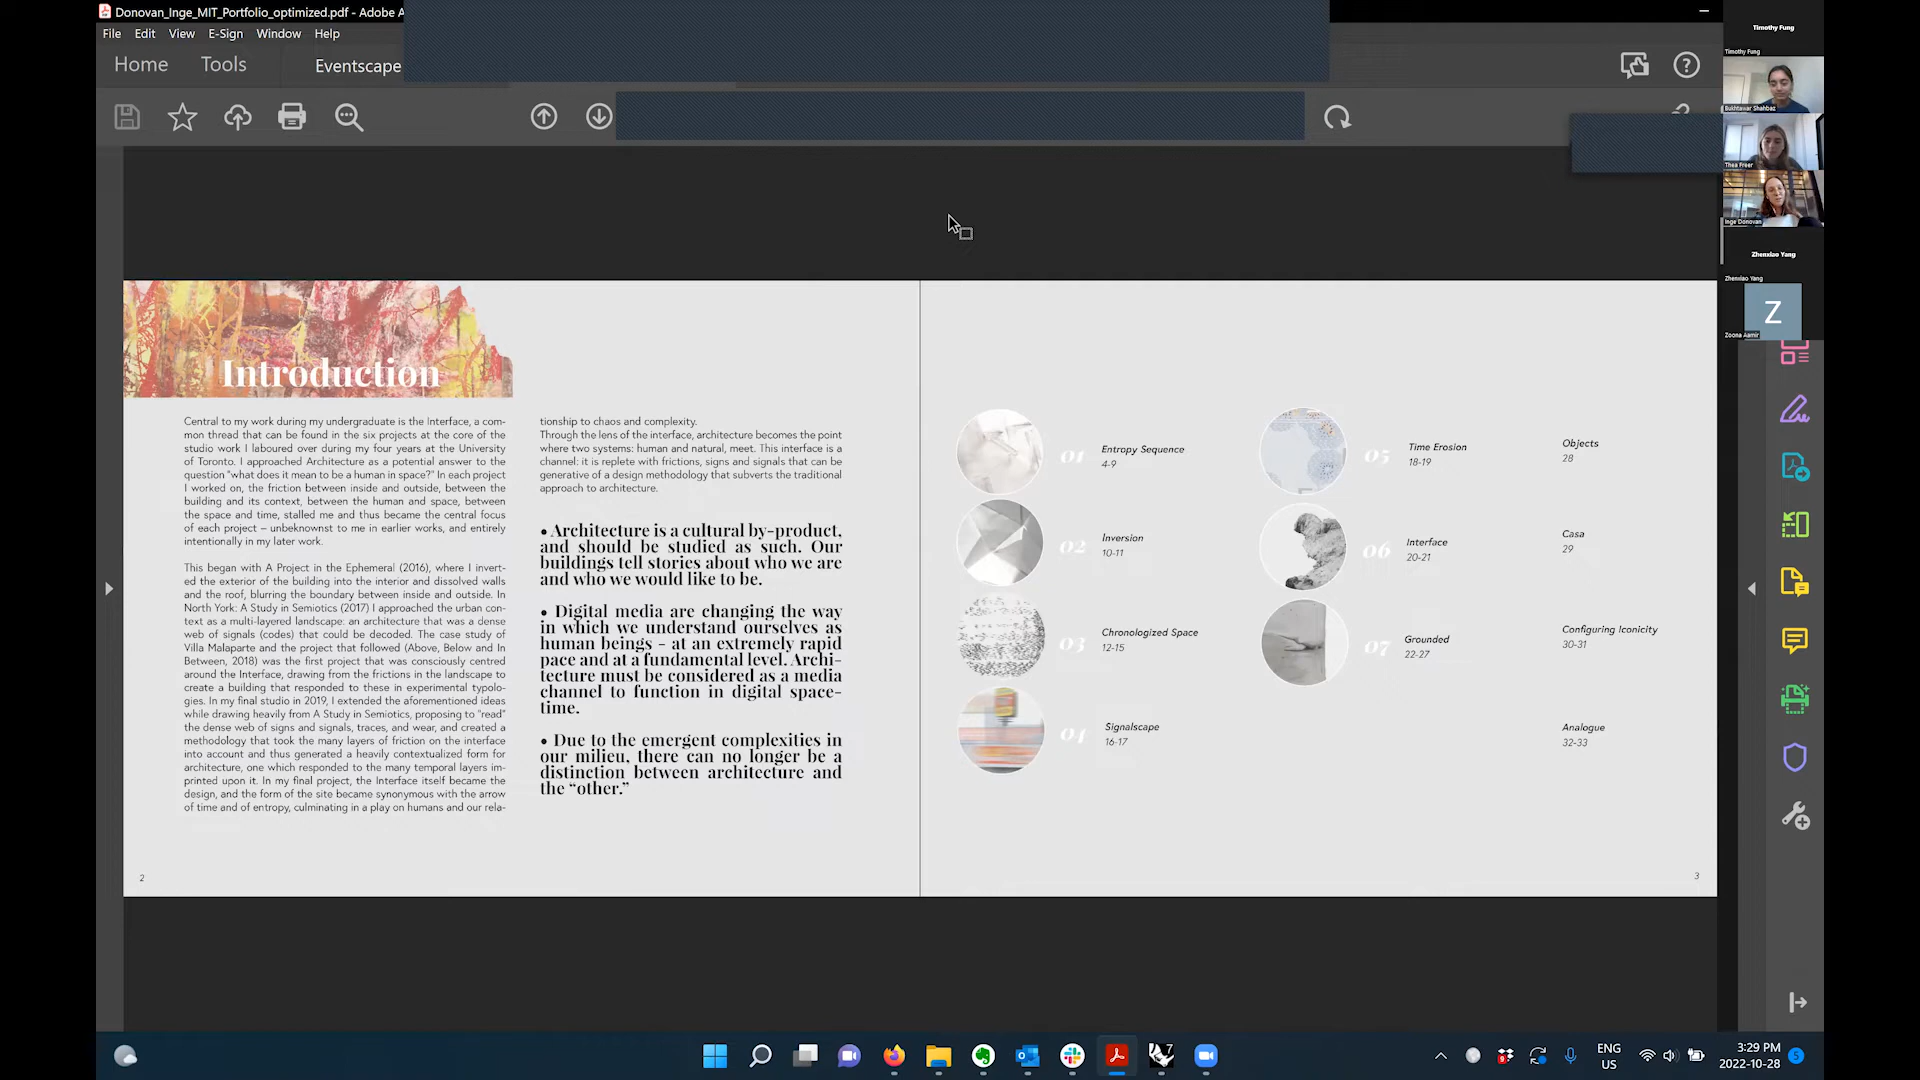 Donovan_Inge_MIT_Portfolio_optimized.pdf - Adobe A
File Edit View E-Sign Window Help
Home Tools Eventscape
Timothy Fung
Timothy Fung
Bukhtawar Shahbaz
Thea Freer
Inge Donovan
Zhenxiao Yang
Zhenxiao Yang
Z
Zoona Aamir
Introduction
Central to my work during my undergraduate is the Interface, a com-
mon thread that can be found in the six projects at the core of the
studio work I laboured over during my four years at the University
of Toronto. I approached Architecture as a potential answer to the
question "what does it mean to be a human in space?" In each project
I worked on, the friction between inside and outside, between the
building and its context, between the human and space, between
the space and time, stalled me and thus became the central focus
of each project – unbeknownst to me in earlier works, and entirely
intentionally in my later work.
This began with A Project in the Ephemeral (2016), where I invert-
ed the exterior of the building into the interior and dissolved walls
and the roof, blurring the boundary between inside and outside. In
North York: A Study in Semiotics (2017) I approached the urban con-
text as a multi-layered landscape: an architecture that was a dense
web of signals (codes) that could be decoded. The case study of
Villa Malaparte and the project that followed (Above, Below and In
Between, 2018) was the first project that was consciously centred
around the Interface, drawing from the frictions in the landscape to
create a building that responded to these in experimental typolo-
gies. In my final studio in 2019, I extended the aforementioned ideas
while drawing heavily from A Study in Semiotics, proposing to "read"
the dense web of signs and signals, traces, and wear, and created a
methodology that took the many layers of friction on the interface
into account and thus generated a heavily contextualized form for
architecture, one which responded to the many temporal layers im-
printed upon it. In my final project, the Interface itself became the
design, and the form of the site became synonymous with the arrow
of time and of entropy, culminating in a play on humans and our rela-
tionship to chaos and complexity.
Through the lens of the interface, architecture becomes the point
where two systems: human and natural, meet. This interface is a
channel: it is replete with frictions, signs and signals that can be
generative of a design methodology that subverts the traditional
approach to architecture.
• Architecture is a cultural by-product,
and should be studied as such. Our
buildings tell stories about who we are
and who we would like to be.
• Digital media are changing the way
in which we understand ourselves as
human beings - at an extremely rapid
pace and at a fundamental level. Archi-
tecture must be considered as a media
channel to function in digital space-
time.
• Due to the emergent complexities in
our milieu, there can no longer be a
distinction between architecture and
the “other.”
2
01 Entropy Sequence
4-9
02 Inversion
10-11
03 Chronologized Space
12-15
04 Signalscape
16-17
05 Time Erosion
18-19
06 Interface
20-21
07 Grounded
22-27
Objects
28
Casa
29
Configuring Iconicity
30-31
Analogue
32-33
3
ENG
US
3:29 PM
2022-10-28
5